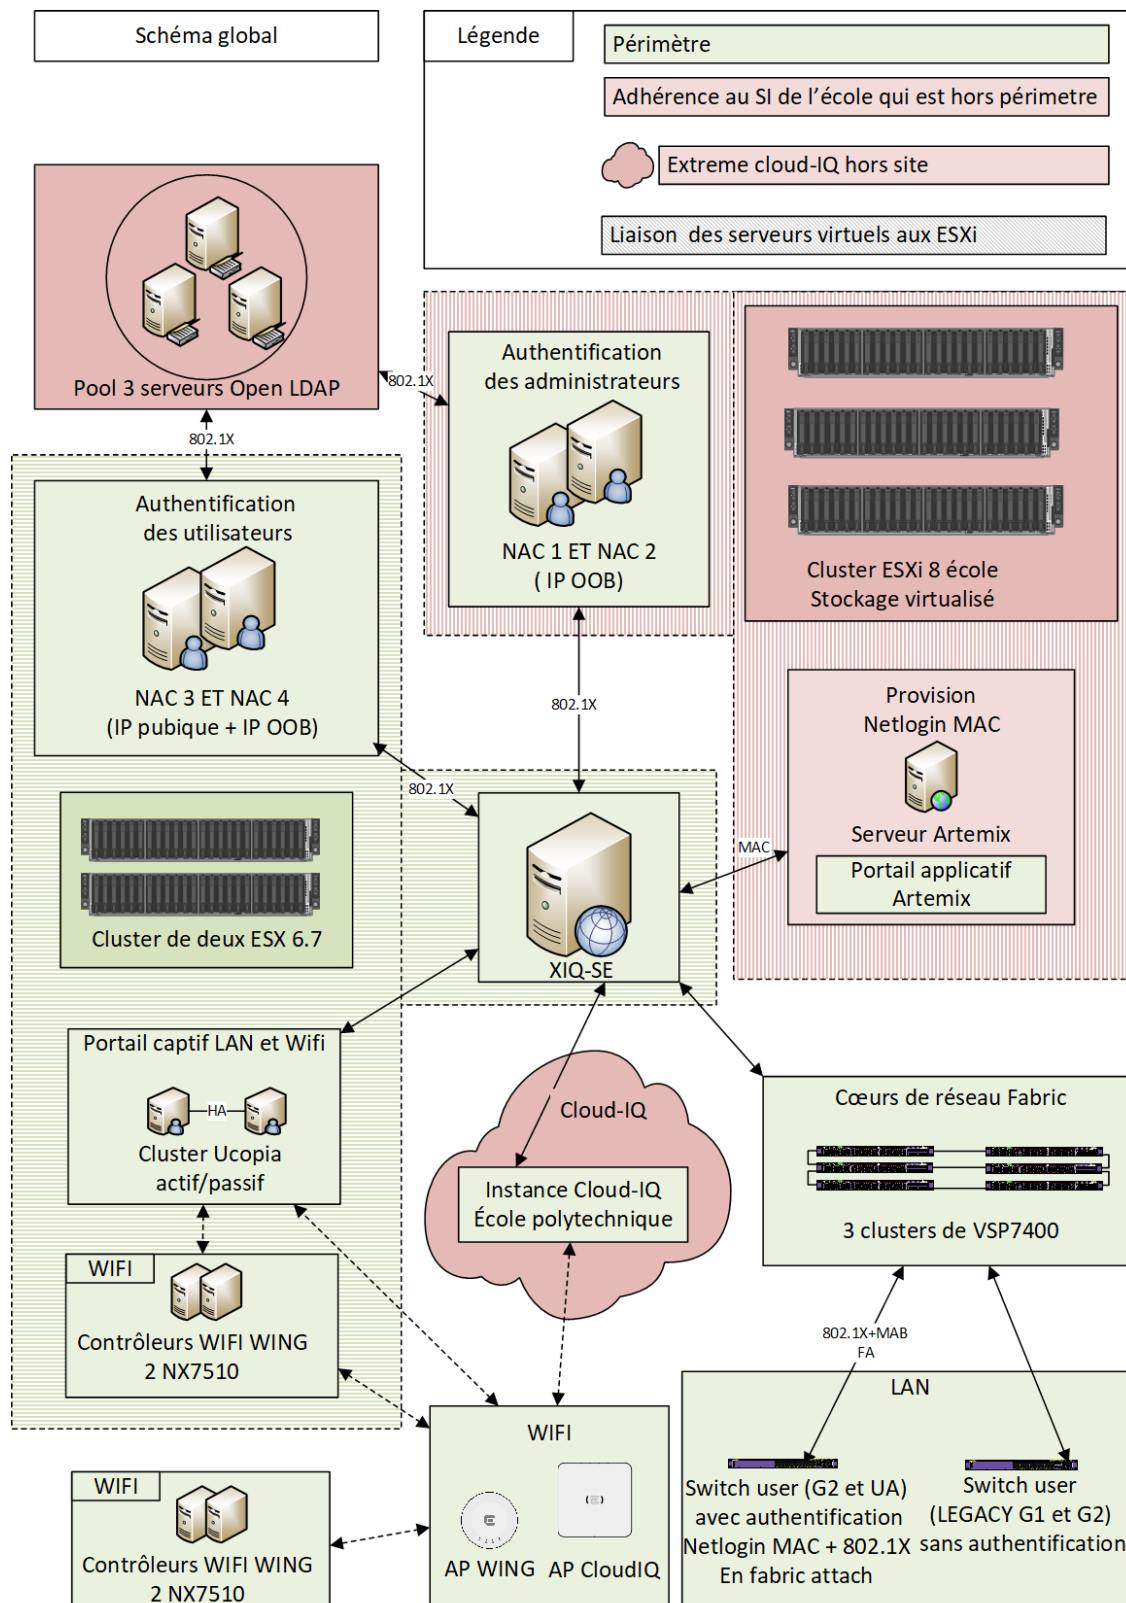 Schéma global
Légende
Périmètre
Adhérence au SI de l'école qui est hors périmetre
Extreme cloud-IQ hors site
Liaison des serveurs virtuels aux ESXi
Pool 3 serveurs Open LDAP
802.1X
802.1X
Authentification
des administrateurs
NAC 1 ET NAC 2
( IP OOB)
Cluster ESXi 8 école
Stockage virtualisé
Authentification
des utilisateurs
NAC 3 ET NAC 4
(IP pubique + IP OOB)
802.1X
802.1X
Provision
Netlogin MAC
Serveur Artemix
Portail applicatif
Artemix
MAC
Cluster de deux ESX 6.7
XIQ-SE
Portail captif LAN et Wifi
HA
Cluster Ucopia
actif/passif
Cloud-IQ
Instance Cloud-IQ
École polytechnique
Cœurs de réseau Fabric
3 clusters de VSP7400
WIFI
Contrôleurs WIFI WING
2 NX7510
802.1X+MAB
FA
LAN
Switch user (G2 et UA)
avec authentification
Netlogin MAC + 802.1X
En fabric attach
Switch user
(LEGACY G1 et G2)
sans authentification
WIFI
AP WING
AP CloudIQ
WIFI
Contrôleurs WIFI WING
2 NX7510